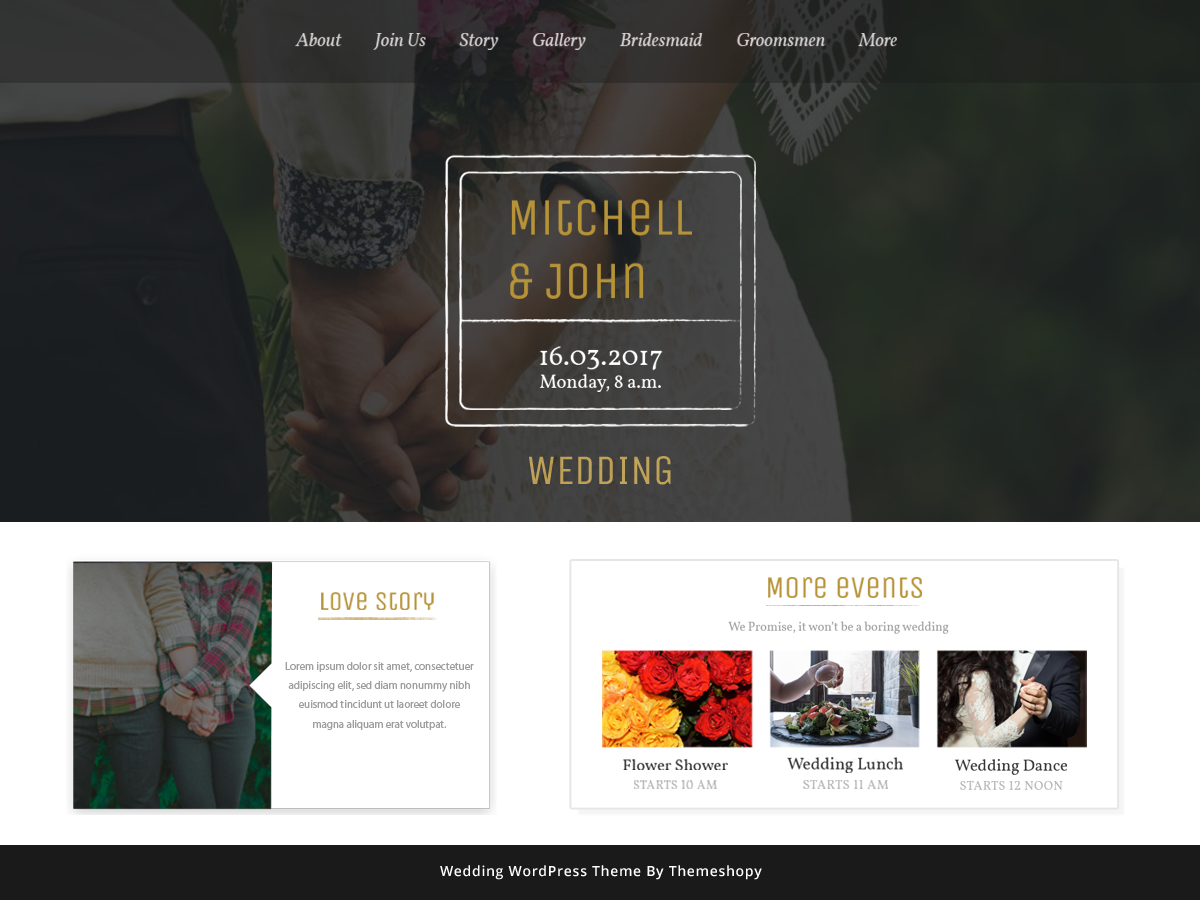 About Join Us Story Gallery Bridesmaid Groomsmen More
Mitchell
& John
16.03.2017
Monday, 8 a.m.
WEDDING
Love Story
Lorem ipsum dolor sit amet, consectetuer
adipiscing elit, sed diam nonummy nibh
euismod tincidunt ut laoreet dolore
magna aliquam erat volutpat.
More events
We Promise, it won't be a boring wedding
Flower Shower
STARTS 10 AM
Wedding Lunch
STARTS 11 AM
Wedding Dance
STARTS 12 NOON
Wedding WordPress Theme By Themeshopy